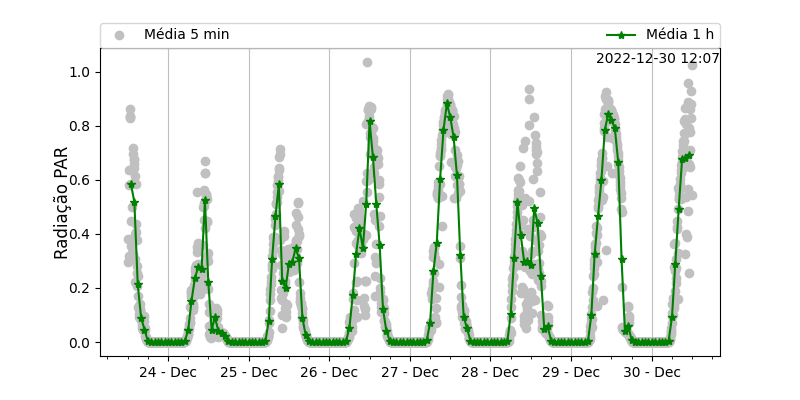 Média 5 min
Média 1 h
2022-12-30 12:07
Radiação PAR
1.0
0.8
0.6
0.4
0.2
0.0
24 - Dec
25 - Dec
26 - Dec
27 - Dec
28 - Dec
29 - Dec
30 - Dec